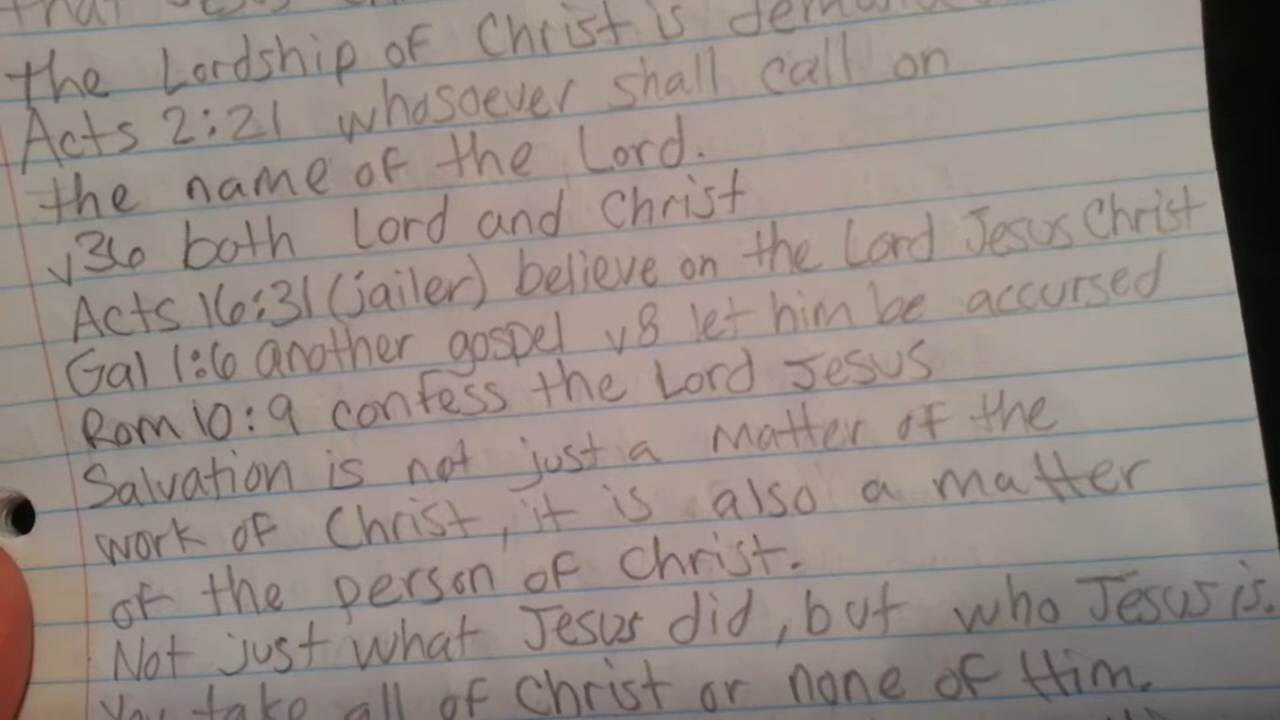 the Lordship of Christ is
Acts 2:21 whosoever shall call on
the name of the Lord.
v36 both Lord and Christ
Acts 16:31 (jailer) believe on the Lord Jesus Christ
Gal 1:6 another gospel v8 let him be accursed
Rom 10:9 confess the Lord Jesus
Salvation is not just a matter of the
work of Christ, it is also a matter
of the person of Christ.
Not just what Jesus did, but who Jesus is.
You take all of Christ or none of Him.